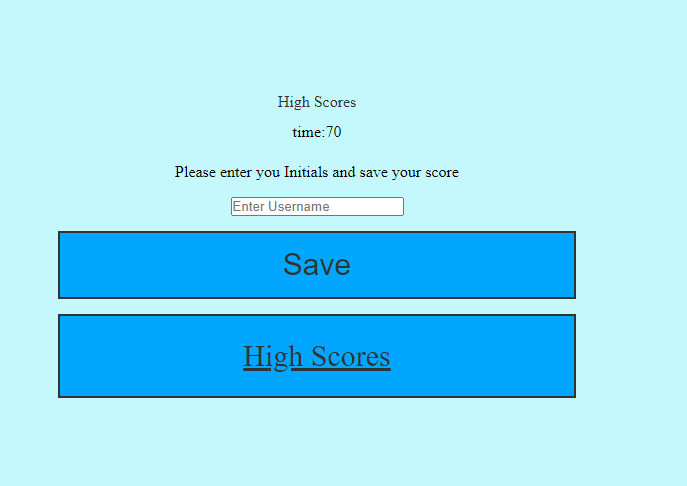 High Scores
time:70
Please enter you Initials and save your score
Enter Username
Save
High Scores